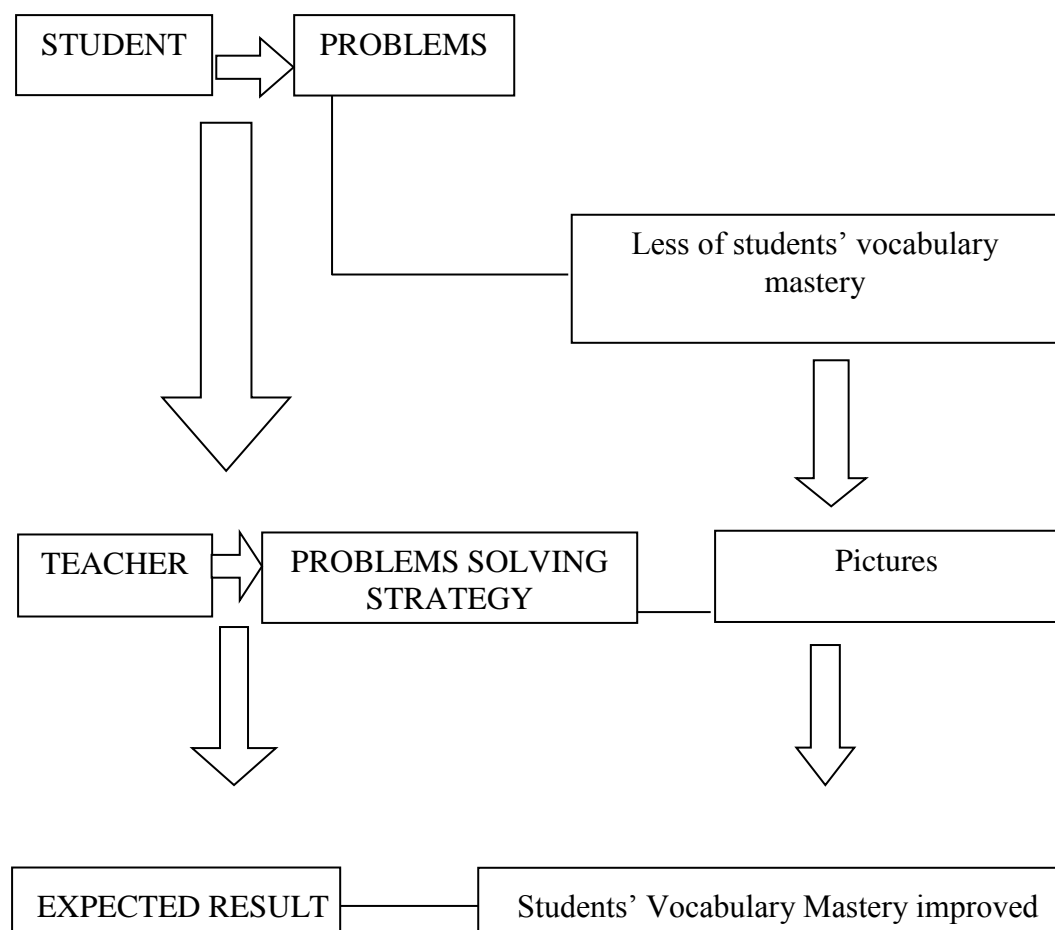 STUDENT
PROBLEMS
Less of students’ vocabulary
mastery
TEACHER
PROBLEMS SOLVING
STRATEGY
Pictures
EXPECTED RESULT
Students’ Vocabulary Mastery improved